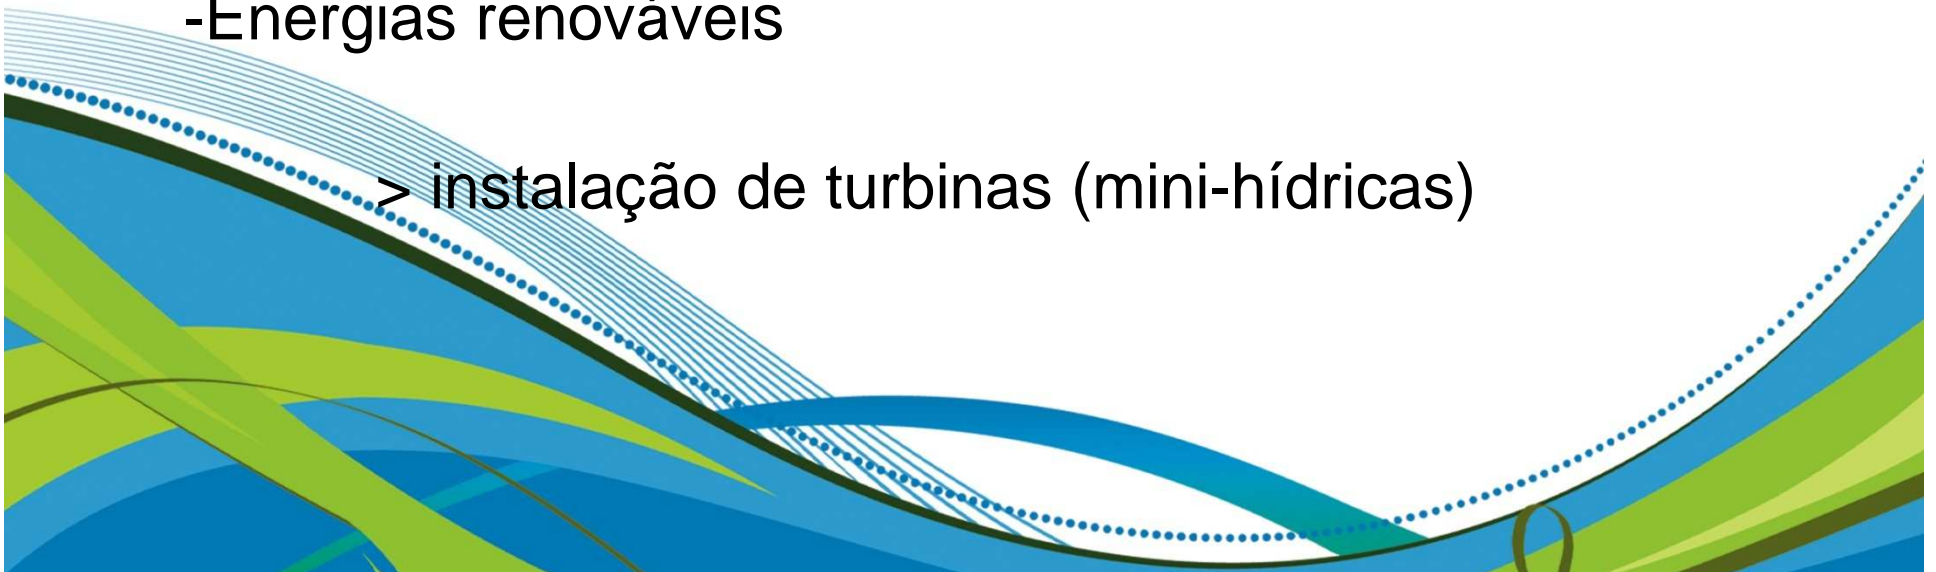 -Energias renováveis
> instalação de turbinas (mini-hídricas)